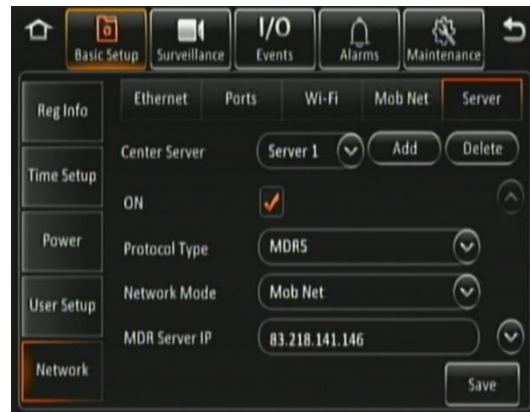 Basic Setup
Surveillance
I/O
Events
Alarms
Maintenance
Reg Info
Time Setup
Power
User Setup
Network
Ethernet
Ports
Wi-Fi
Mob Net
Server
Center Server
Server 1
Add
Delete
ON
Protocol Type
MDR5
Network Mode
Mob Net
MDR Server IP
83.218.141.146
Save